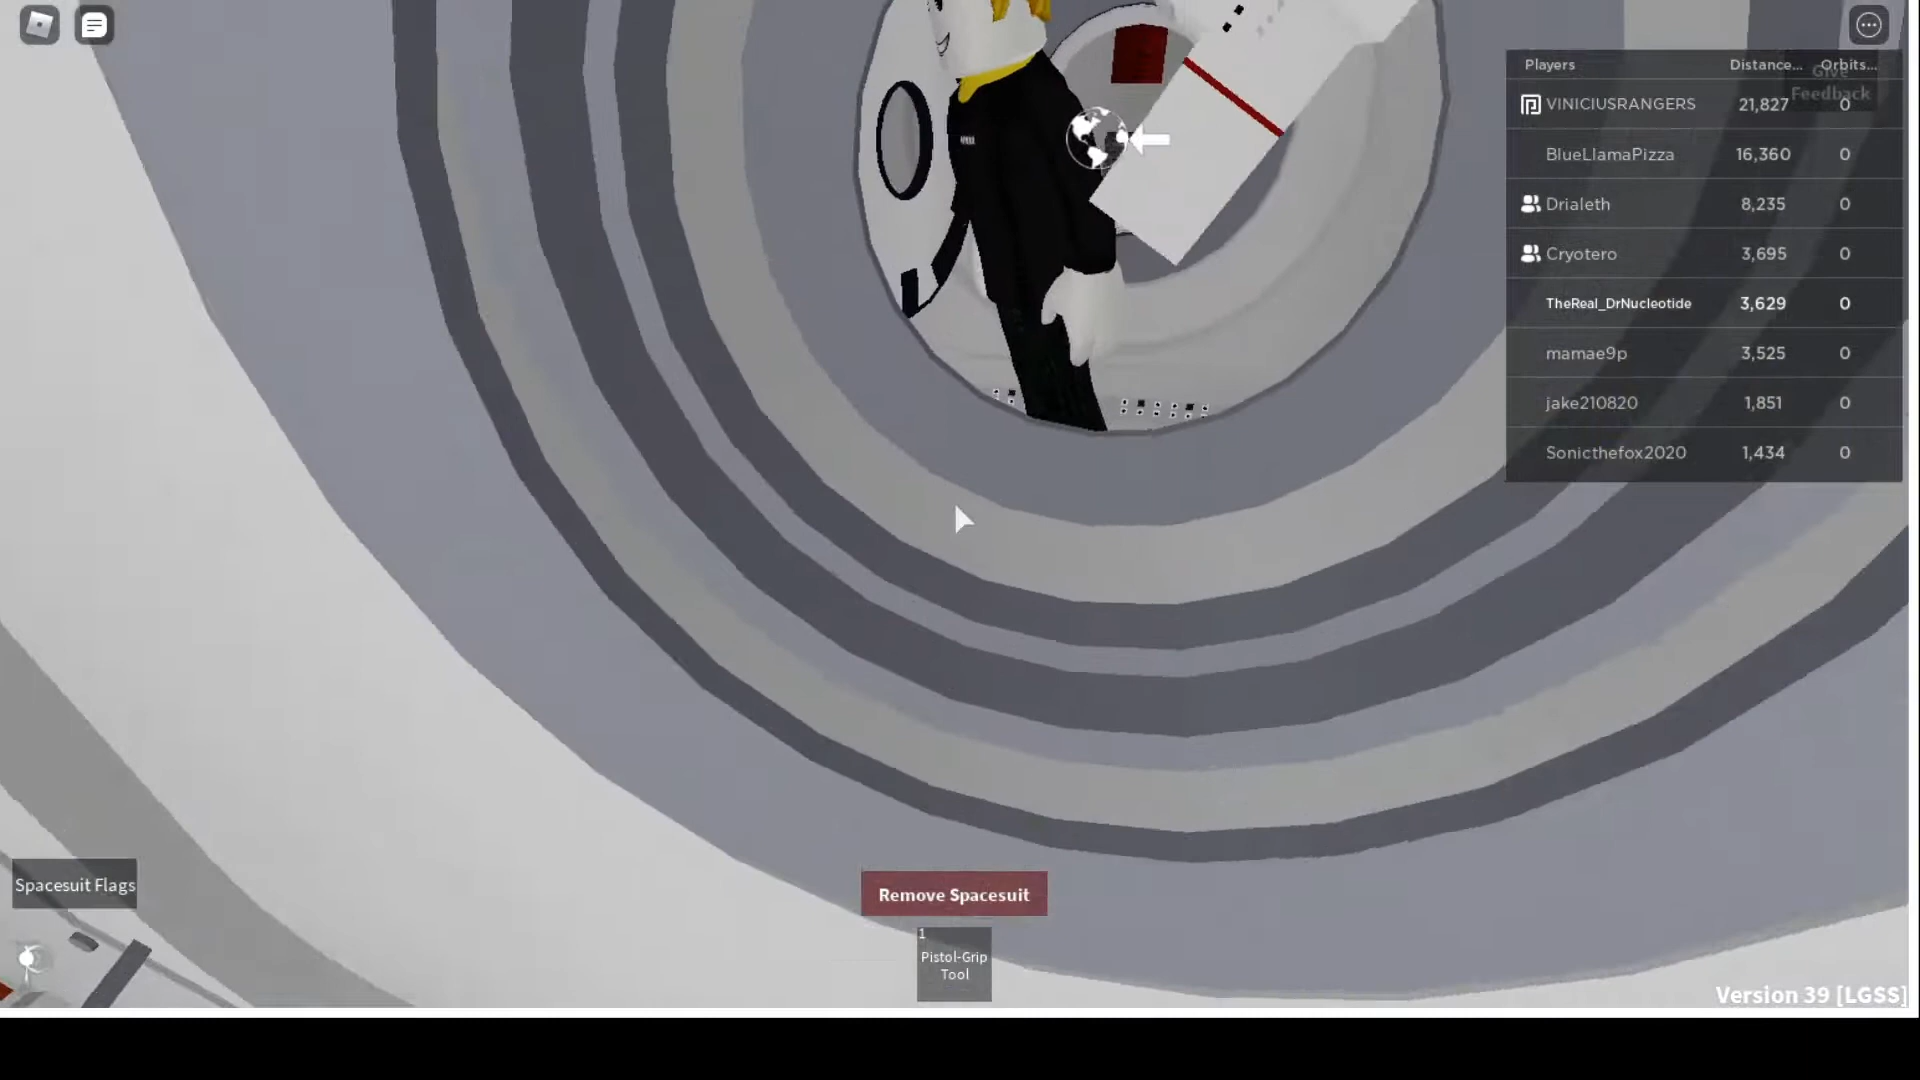 Players Distance... Orbits...
Give
Feedback
VINICIUSRANGERS 21,827 0
BlueLlamaPizza 16,360 0
Drialeth 8,235 0
Cryotero 3,695 0
TheReal_DrNucleotide 3,629 0
mamae9p 3,525 0
jake210820 1,851 0
Sonicthefox2020 1,434 0
Spacesuit Flags
Remove Spacesuit
1
Pistol-Grip
Tool
Version 39 [LGSS]